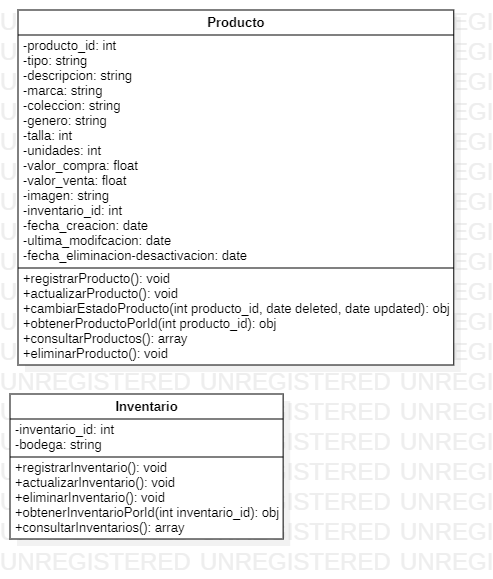 Producto
-producto_id: int
-tipo: string
-descripcion: string
-marca: string
-coleccion: string
-genero: string
-talla: int
-unidades: int
-valor_compra: float
-valor_venta: float
-imagen: string
-inventario_id: int
-fecha_creacion: date
-ultima_modifcacion: date
-fecha_eliminacion-desactivacion: date
+registrarProducto(): void
+actualizarProducto(): void
+cambiarEstadoProducto(int producto_id, date deleted, date updated): obj
+obtenerProductoPorId(int producto_id): obj
+consultarProductos(): array
+eliminarProducto(): void
UNREGISTERED UNREGISTERED UNREGI
Inventario
-inventario_id: int
-bodega: string
+registrarInventario(): void
+actualizarInventario(): void
+eliminarInventario(): void
+obtenerInventarioPorId(int inventario_id): obj
+consultarInventarios(): array
UNREGISTERED UNREGISTERED UNREGI